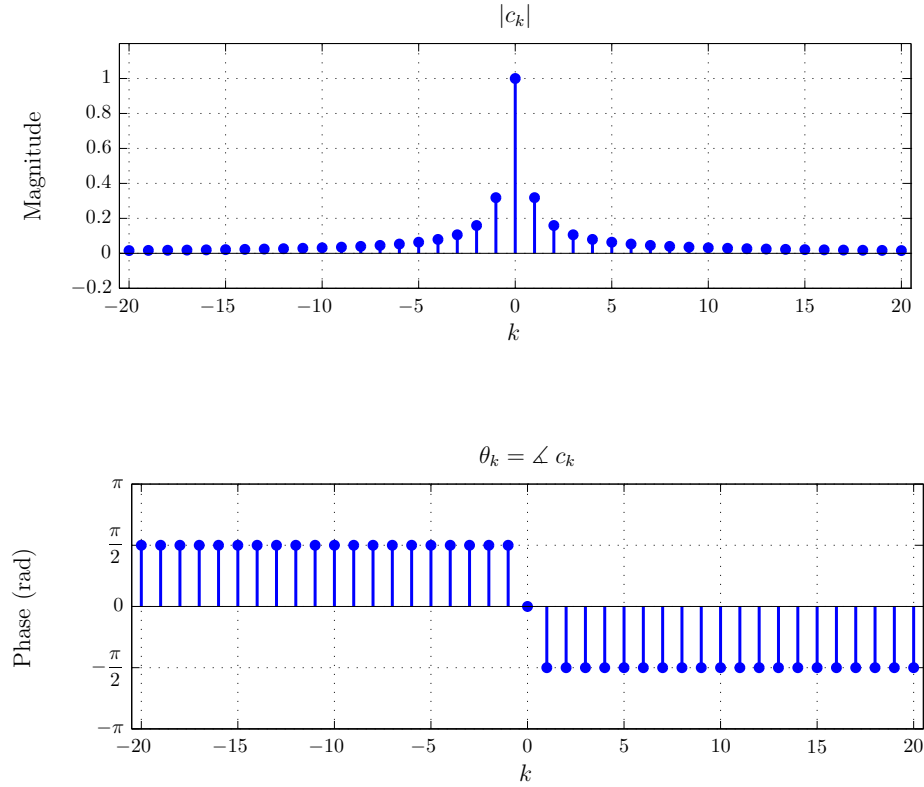 |c_k|
Magnitude
1
0.8
0.6
0.4
0.2
0
−0.2
−20 −15 −10 −5 0 5 10 15 20
k
θ_k = ∡ c_k
Phase (rad)
π
π/2
0
−π/2
−π
−20 −15 −10 −5 0 5 10 15 20
k